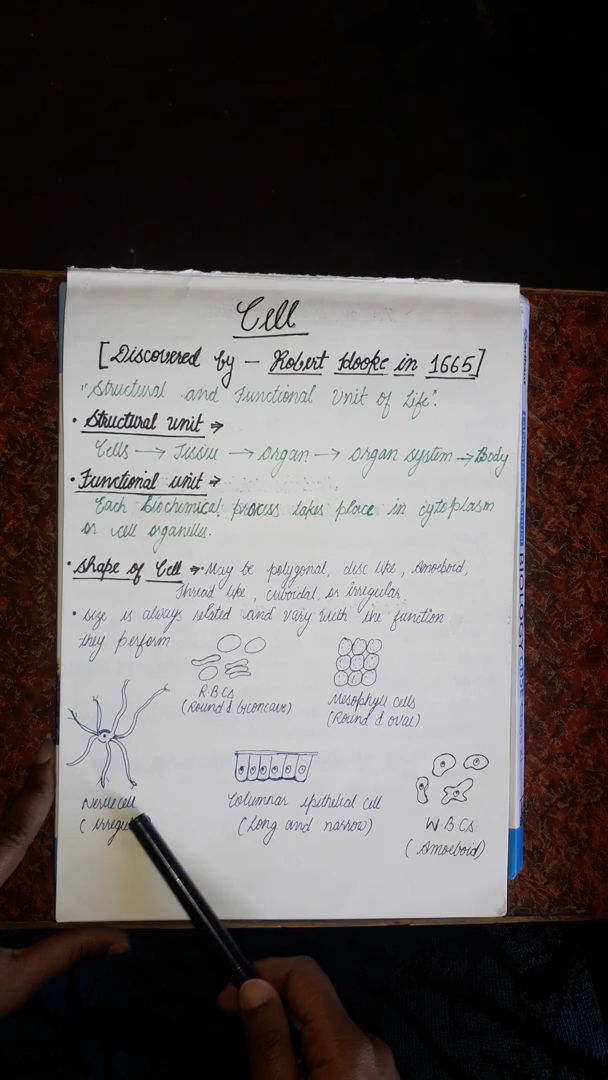 Cell
[Discovered by - Robert Hooke in 1665]
"Structural and Functional Unit of Life".
• Structural unit ⇒
Cells → Tissue → Organ → Organ system → Body.
• Functional unit ⇒
Each Biochemical process takes place in cytoplasm
or cell organelles.
• Shape of Cell ⇒ • May be polygonal, disc like, Amoeboid,
Thread like, cuboidal or irregular
• size is always related and vary with the function
they perform
R.B.Cs
(Round & biconcave)
Mesophyll cells
(Round & oval)
Nerve cell
(irregu
Columnar epithelial cell
(Long and narrow)
W.B.Cs
(Amoeboid)
BIOLOGY CBSE